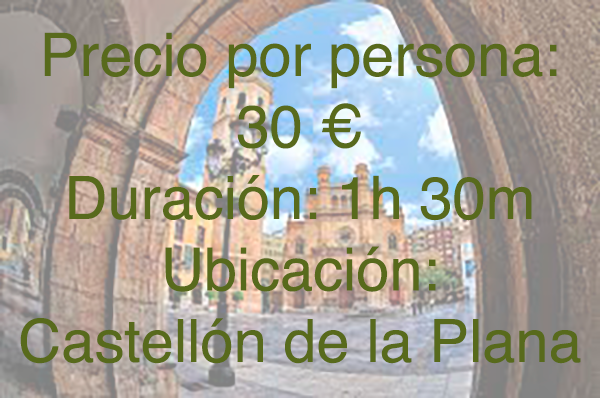 Precio por persona:
30 €
Duración: 1h 30m
Ubicación:
Castellón de la Plana